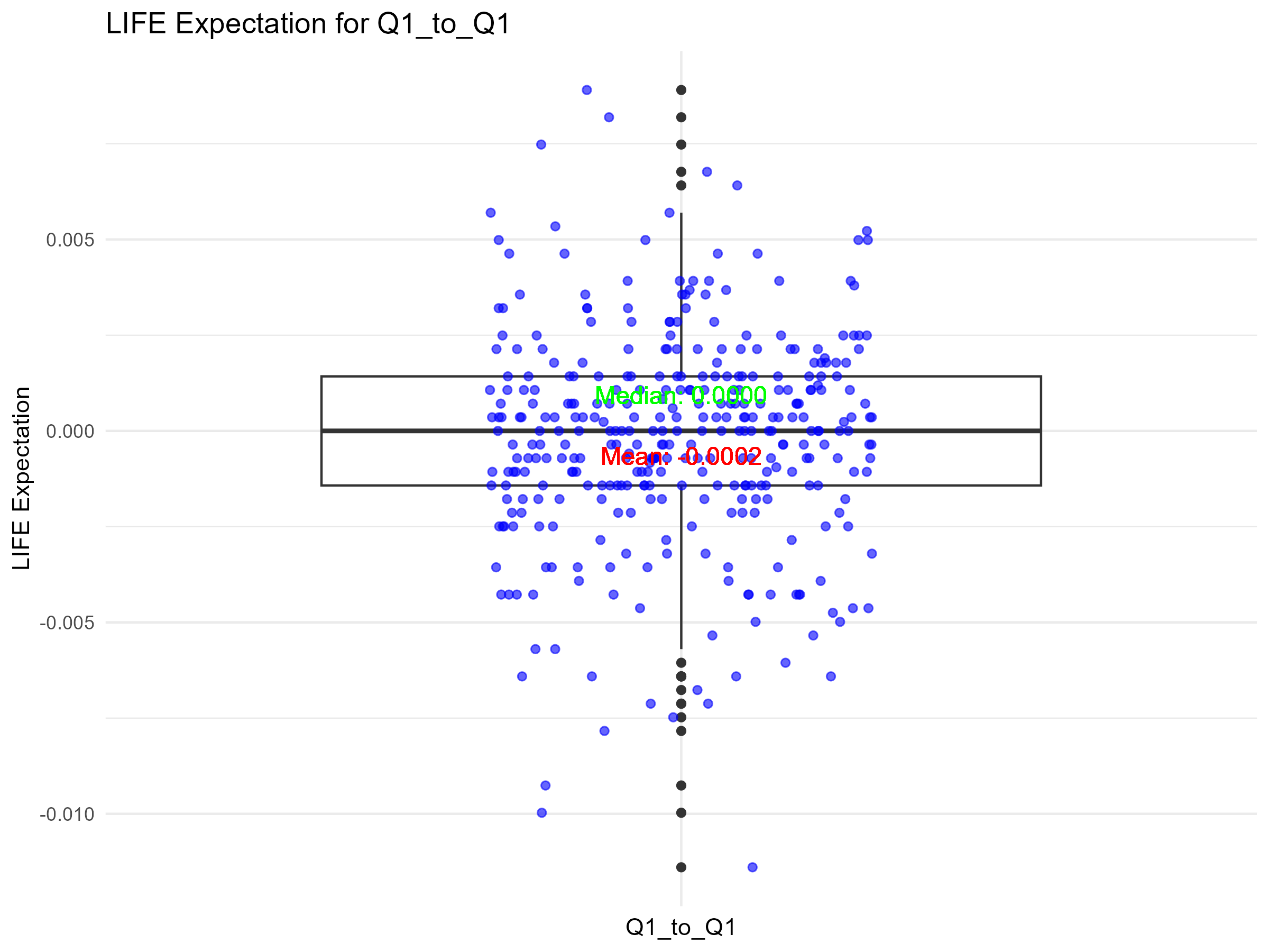 LIFE Expectation for Q1_to_Q1
LIFE Expectation
0.005
0.000
-0.005
-0.010
Median: 0.0000
Mean: -0.0002
Q1_to_Q1